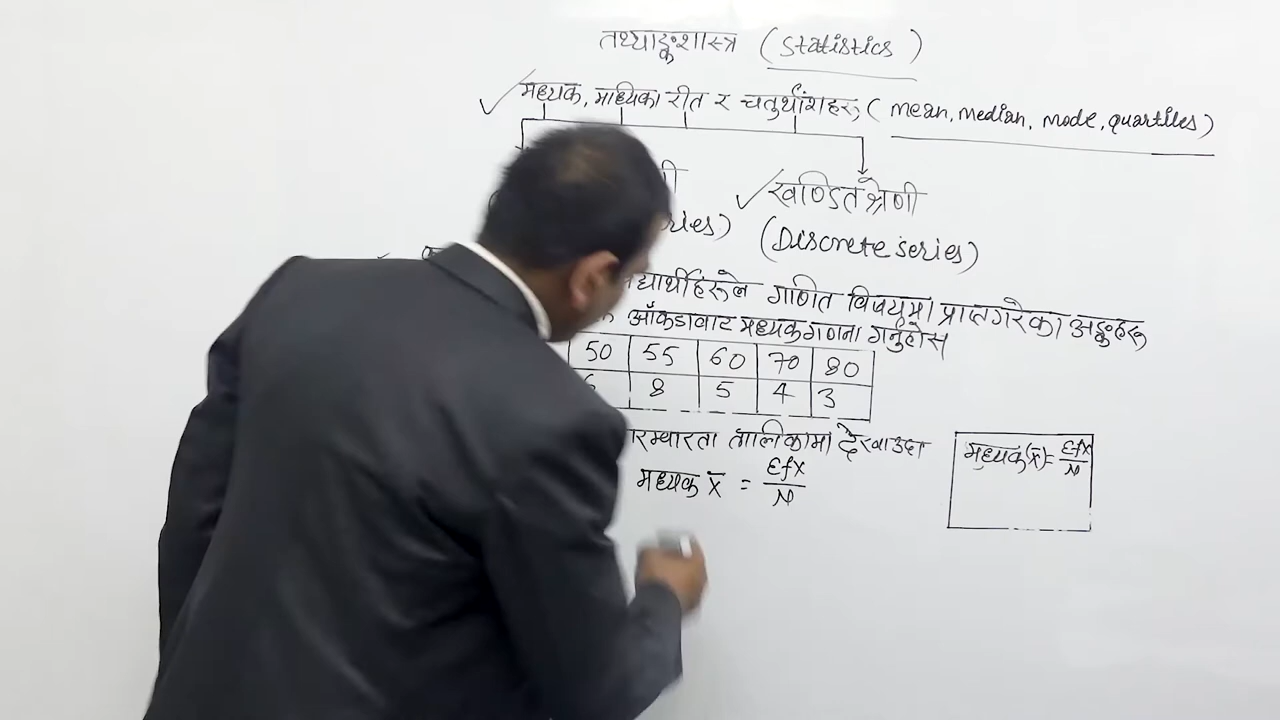 तथ्याङ्कशास्त्र (Statistics)
मध्यक, माध्यिका रीत र चतुर्थांशहरू (mean, median, mode, quartiles)
खण्डित श्रेणी
(Discrete series)
गणित विषयमा प्राप्त गरेका अङ्कहरू
मध्यक गणना गर्नुहोस
50 55 60 70 80
8 5 4 3
तालिकामा देखाउदा
मध्यक X̄ = Σfx/N
मध्यक (X̄) = Σfx/N